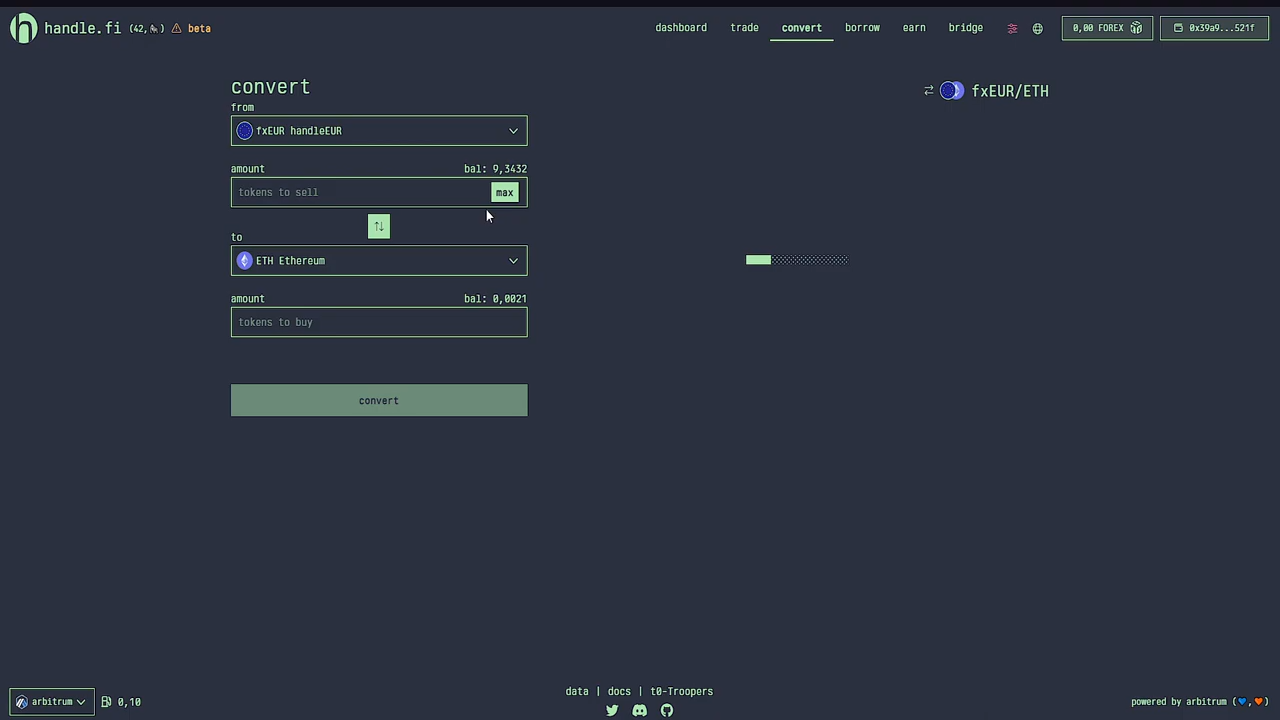 handle.fi (42,🦓) ⚠ beta
dashboard trade convert borrow earn bridge 0,00 FOREX 0x39a9...521f
convert
from
fxEUR handleEUR
amount bal: 9,3432
tokens to sell max
to
ETH Ethereum
amount bal: 0,0021
tokens to buy
convert
fxEUR/ETH
arbitrum 0,10
data | docs | t0-Troopers
powered by arbitrum (💙,🧡)